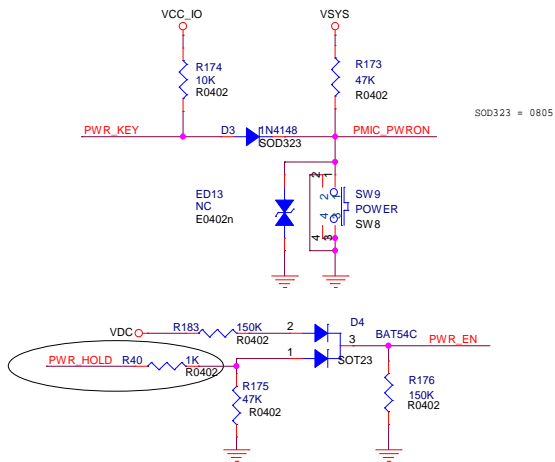 VCC_IO VSYS
R174 R173
10K 47K
R0402 R0402
SOD323 = 0805
PWR_KEY D3 1N4148 PMIC_PWRON
SOD323
2 1
ED13 SW9
NC 2 1 POWER
E0402n 4 3 SW8
4 3
D4
VDC R183 150K 2 BAT54C
R0402 3 PWR_EN
PWR_HOLD R40 1K 1 SOT23
R0402
R175 R176
47K 150K
R0402 R0402